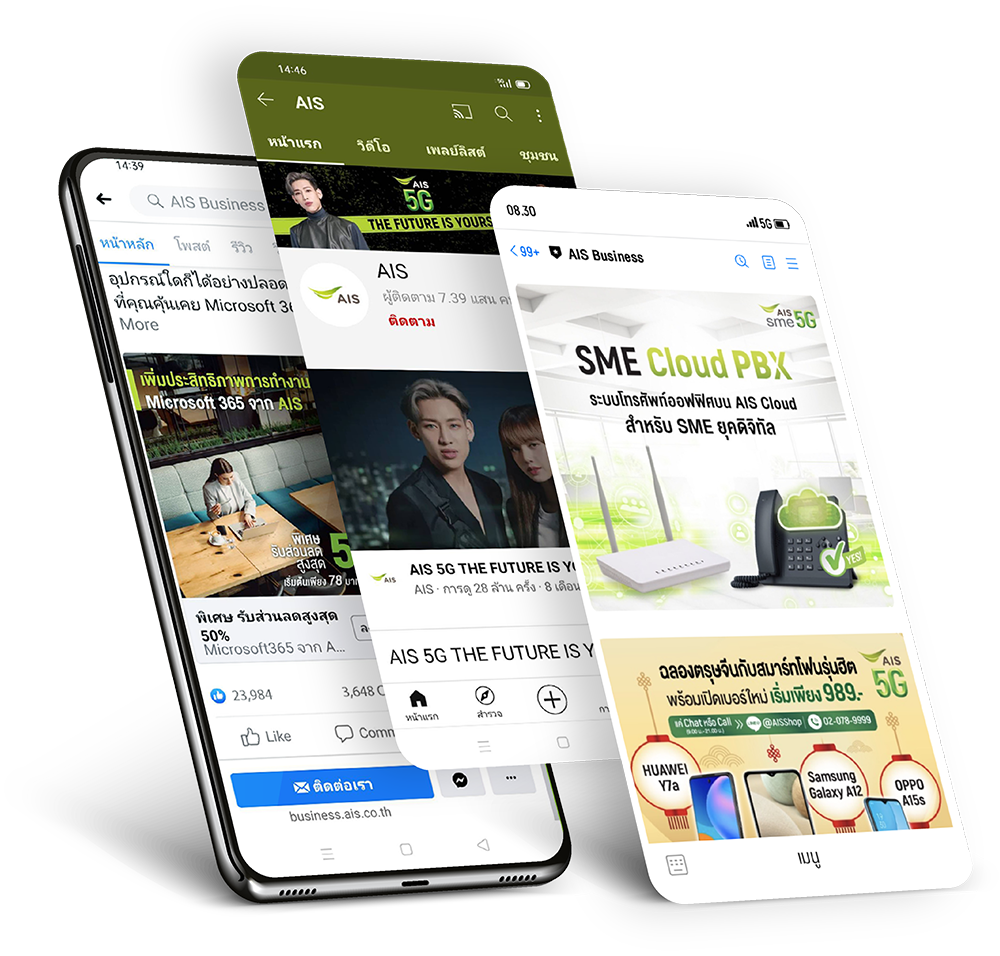 14:39
AIS Business
หน้าหลัก โพสต์ รีวิว
อุปกรณ์ใดก็ได้อย่างปลอด
ที่คุณคุ้นเคย Microsoft 36
More
เพิ่มประสิทธิภาพการทำงาน
Microsoft 365 จาก AIS
พิเศษ
รับส่วนลด
สูงสุด 5
เริ่มต้นเพียง 78 บาท
พิเศษ รับส่วนลดสูงสุด
50%
Microsoft365 จาก A...
23,984 3,648 C
Like Comm
ติดต่อเรา
business.ais.co.th
14:46
5G
AIS
หน้าแรก วิดีโอ เพลย์ลิสต์ ชุมชน
AIS
5G
THE FUTURE IS YOURS
AIS
AIS
ผู้ติดตาม 7.39 แสน ค
ติดตาม
AIS 5G THE FUTURE IS YO
AIS
AIS · การดู 28 ล้าน ครั้ง · 8 เดือน
AIS 5G THE FUTURE IS Y
หน้าแรก สำรวจ กา
08.30 5G
99+ AIS Business
AIS
sme 5G
SME Cloud PBX
ระบบโทรศัพท์ออฟฟิศบน AIS Cloud
สำหรับ SME ยุคดิจิทัล
YES!
ฉลองตรุษจีนกับสมาร์ทโฟนรุ่นฮิต
พร้อมเปิดเบอร์ใหม่ เริ่มเพียง 989.-
AIS
5G
แค่ Chat หรือ Call LINE @AISShop 02-078-9999
(9.00 น.-21.00 น.)
HUAWEI
Y7a
Samsung
Galaxy A12
OPPO
A15s
เมนู